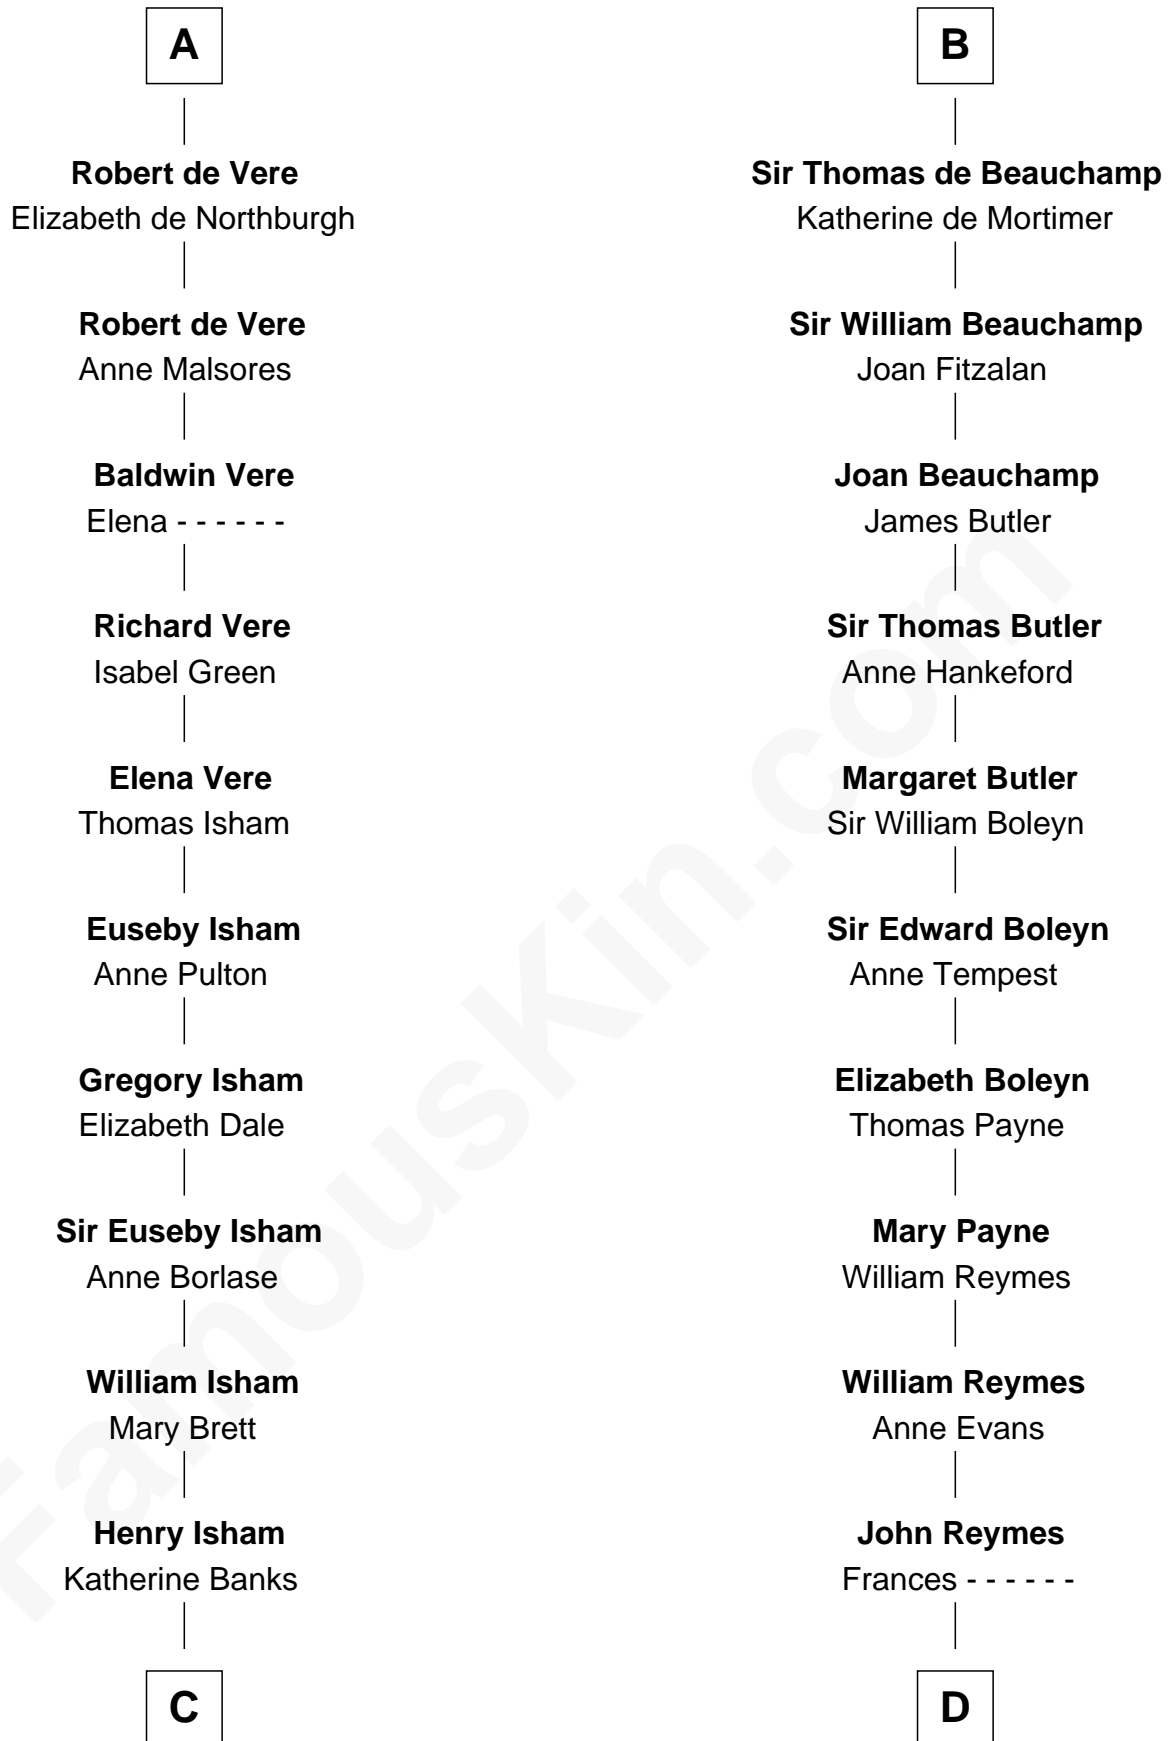 A
Robert de Vere
Elizabeth de Northburgh
Robert de Vere
Anne Malsores
Baldwin Vere
Elena - - - - - -
Richard Vere
Isabel Green
Elena Vere
Thomas Isham
Euseby Isham
Anne Pulton
Gregory Isham
Elizabeth Dale
Sir Euseby Isham
Anne Borlase
William Isham
Mary Brett
Henry Isham
Katherine Banks
C
B
Sir Thomas de Beauchamp
Katherine de Mortimer
Sir William Beauchamp
Joan Fitzalan
Joan Beauchamp
James Butler
Sir Thomas Butler
Anne Hankeford
Margaret Butler
Sir William Boleyn
Sir Edward Boleyn
Anne Tempest
Elizabeth Boleyn
Thomas Payne
Mary Payne
William Reymes
William Reymes
Anne Evans
John Reymes
Frances - - - - - -
D
FamousKin.com